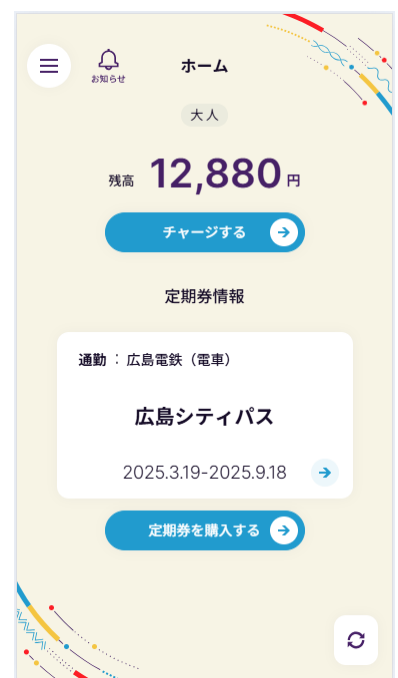 お知らせ
ホーム
大人
残高 12,880 円
チャージする
定期券情報
通勤 : 広島電鉄（電車）
広島シティパス
2025.3.19-2025.9.18
定期券を購入する